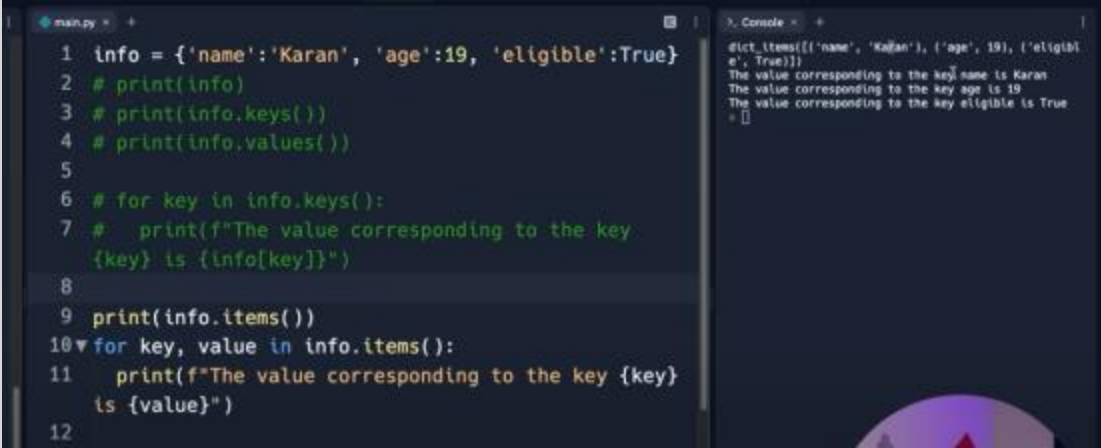 main.py × +
1 info = {'name':'Karan', 'age':19, 'eligible':True}
2 # print(info)
3 # print(info.keys())
4 # print(info.values())
5
6 # for key in info.keys():
7 #   print(f"The value corresponding to the key
{key} is {info[key]}")
8
9 print(info.items())
10 for key, value in info.items():
11   print(f"The value corresponding to the key {key}
is {value}")
12
Console × +
dict_items([('name', 'Karan'), ('age', 19), ('eligibl
e', True)])
The value corresponding to the key name is Karan
The value corresponding to the key age is 19
The value corresponding to the key eligible is True